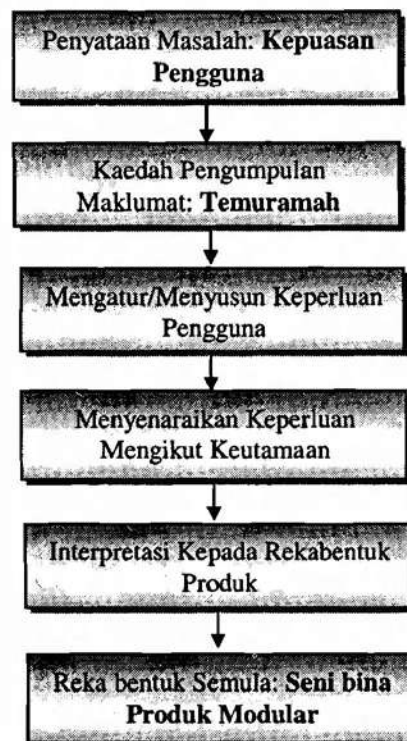 Penyataan Masalah: Kepuasan
Pengguna
Kaedah Pengumpulan
Maklumat: Temuramah
Mengatur/Menyusun Keperluan
Pengguna
Menyenaraikan Keperluan
Mengikut Keutamaan
Interpretasi Kepada Rekabentuk
Produk
Reka bentuk Semula: Seni bina
Produk Modular